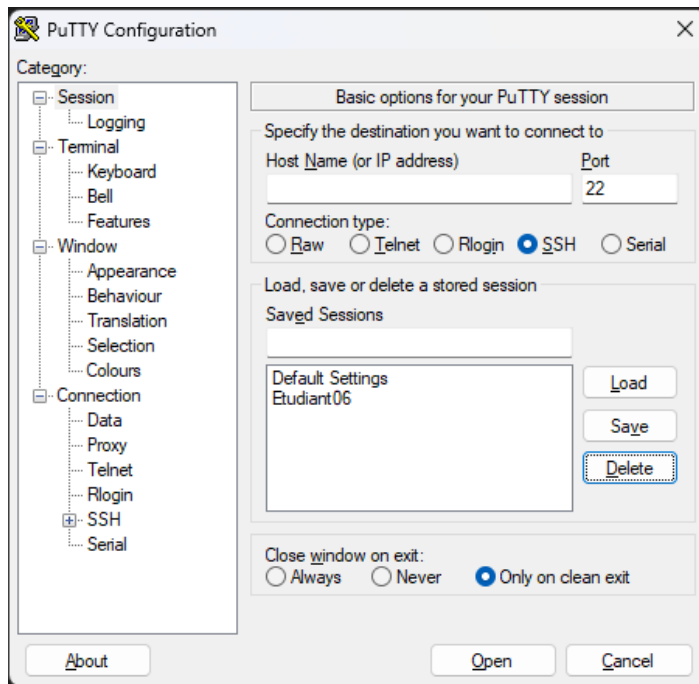 PuTTY Configuration
Category:
Session
Logging
Terminal
Keyboard
Bell
Features
Window
Appearance
Behaviour
Translation
Selection
Colours
Connection
Data
Proxy
Telnet
Rlogin
SSH
Serial
Basic options for your PuTTY session
Specify the destination you want to connect to
Host Name (or IP address) Port
22
Connection type:
Raw Telnet Rlogin SSH Serial
Load, save or delete a stored session
Saved Sessions
Default Settings
Etudiant06
Load
Save
Delete
Close window on exit:
Always Never Only on clean exit
About Open Cancel